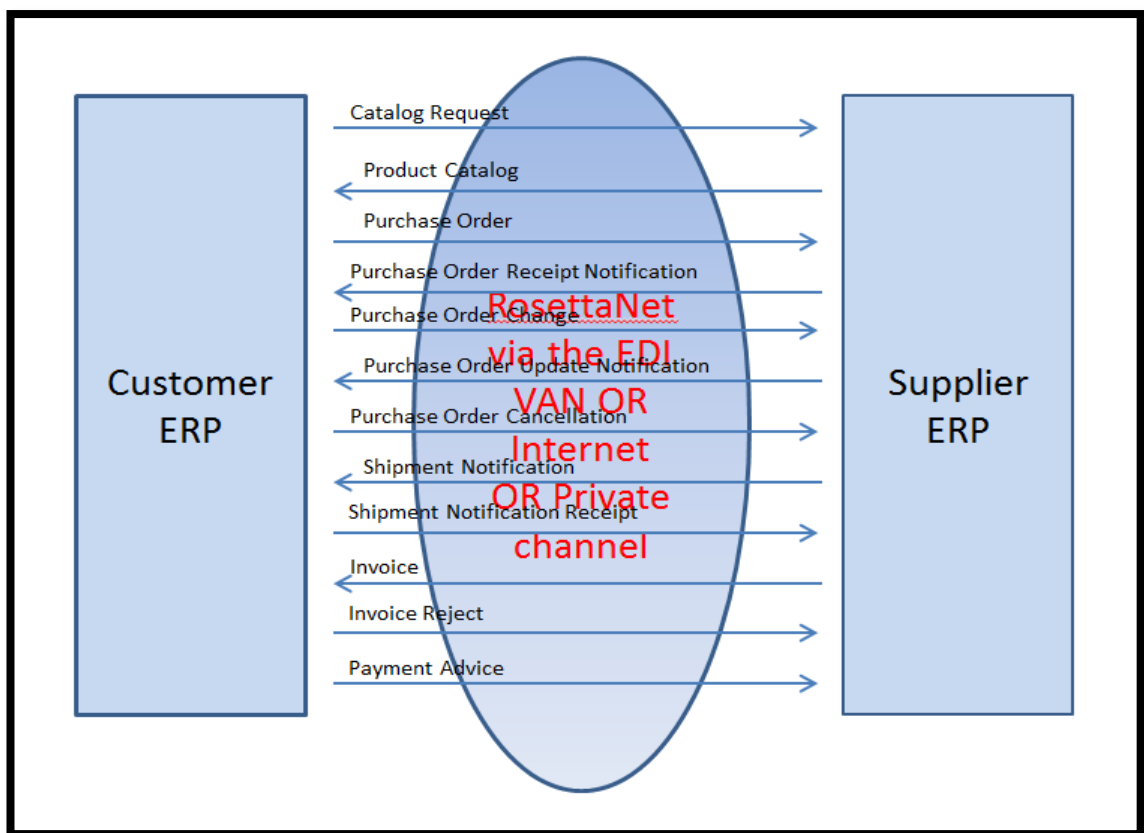 Catalog Request
Product Catalog
Purchase Order
Purchase Order Receipt Notification
RosettaNet
Purchase Order Change
via the EDI
Purchase Order Update Notification
Customer
ERP
Supplier
ERP
VAN OR
Purchase Order Cancellation
Internet
Shipment Notification
OR Private
Shipment Notification Receipt
channel
Invoice
Invoice Reject
Payment Advice